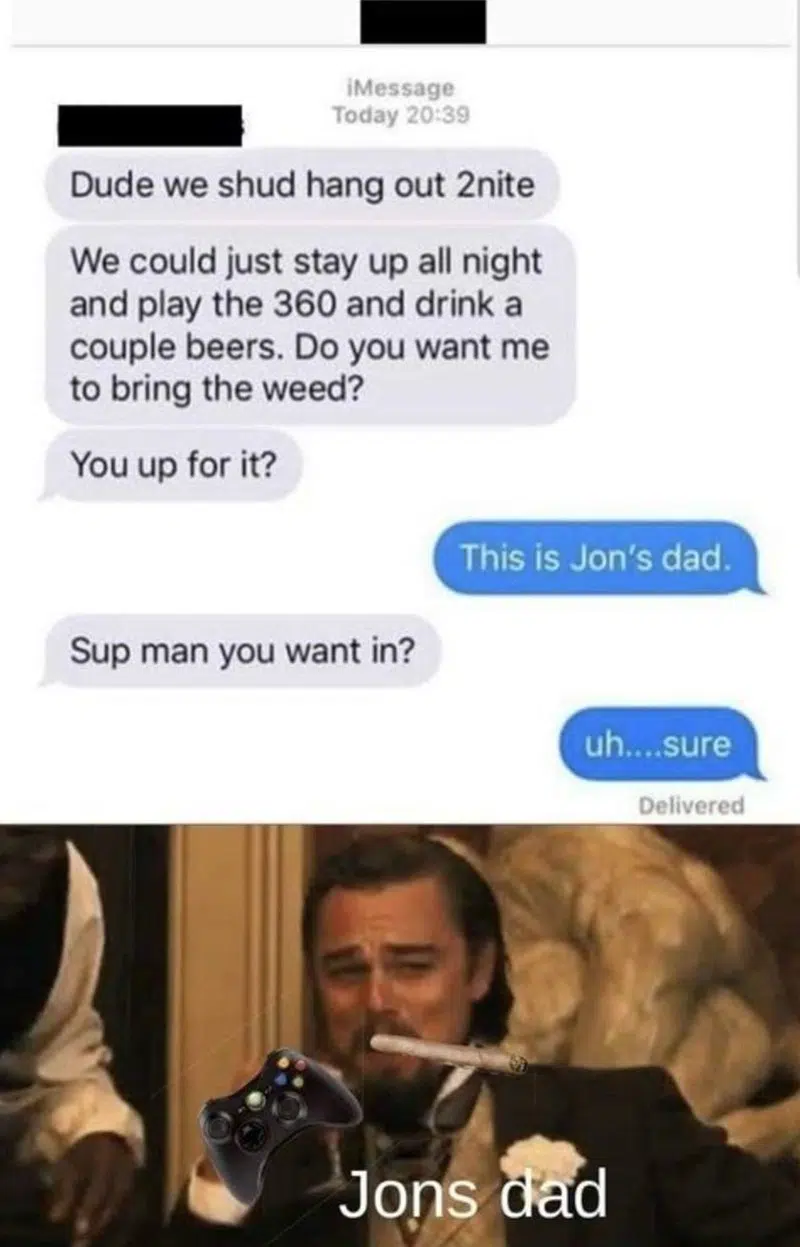 iMessage
Today 20:39
Dude we shud hang out 2nite
We could just stay up all night
and play the 360 and drink a
couple beers. Do you want me
to bring the weed?
You up for it?
This is Jon's dad.
Sup man you want in?
uh....sure
Delivered
Jons dad